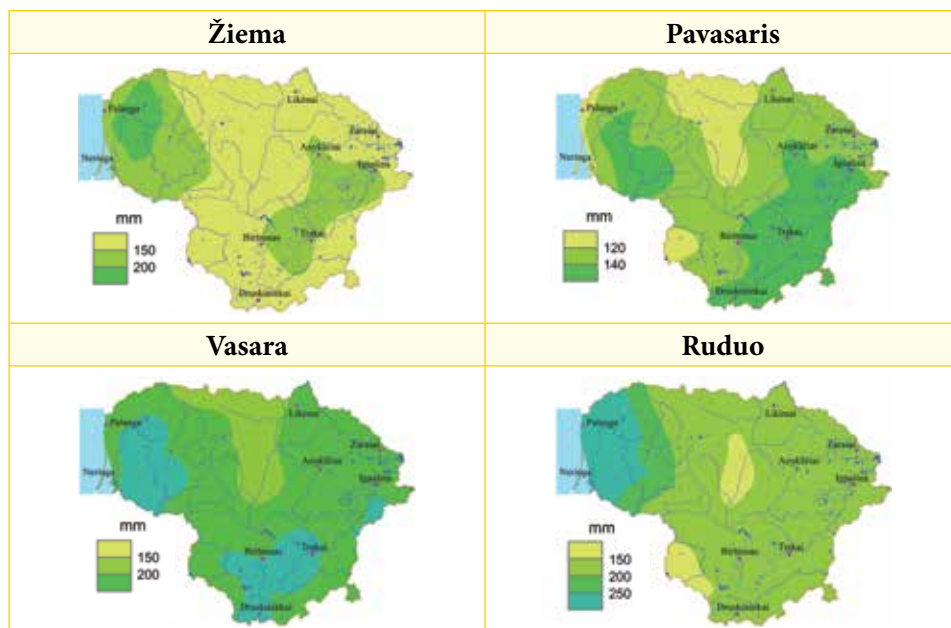 Žiema
Pavasaris
Palanga
Neringa
Likėnai
Zarasai
Anykščiai
Ignalina
Birštonas
Trakai
Druskininkai
mm
150
200
Palanga
Neringa
Likėnai
Zarasai
Anykščiai
Ignalina
Birštonas
Trakai
Druskininkai
mm
120
140
Vasara
Ruduo
Palanga
Neringa
Likėnai
Zarasai
Anykščiai
Ignalina
Birštonas
Trakai
Druskininkai
mm
150
200
Palanga
Neringa
Likėnai
Zarasai
Anykščiai
Ignalina
Birštonas
Trakai
Druskininkai
mm
150
200
250